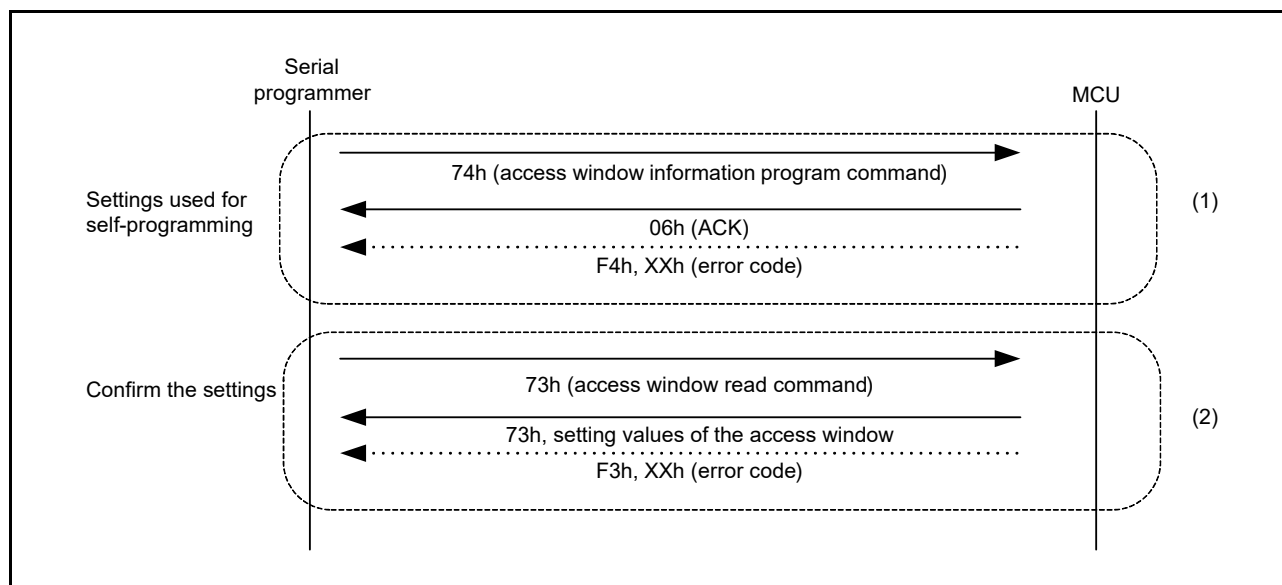 Serial
programmer
MCU
74h (access window information program command)
Settings used for
self-programming
(1)
06h (ACK)
F4h, XXh (error code)
73h (access window read command)
Confirm the settings
(2)
73h, setting values of the access window
F3h, XXh (error code)